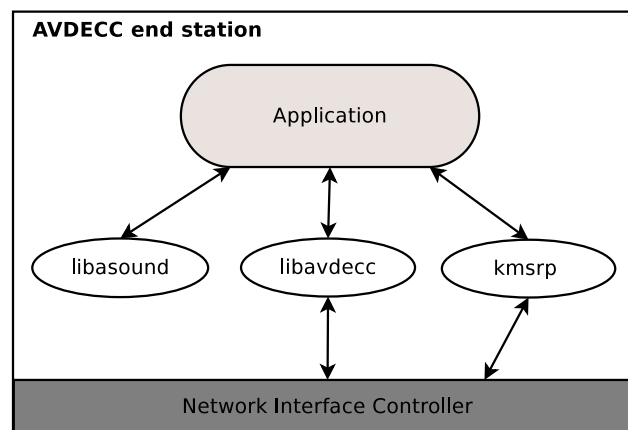 AVDECC end station
Application
libasound
libavdecc
kmsrp
Network Interface Controller